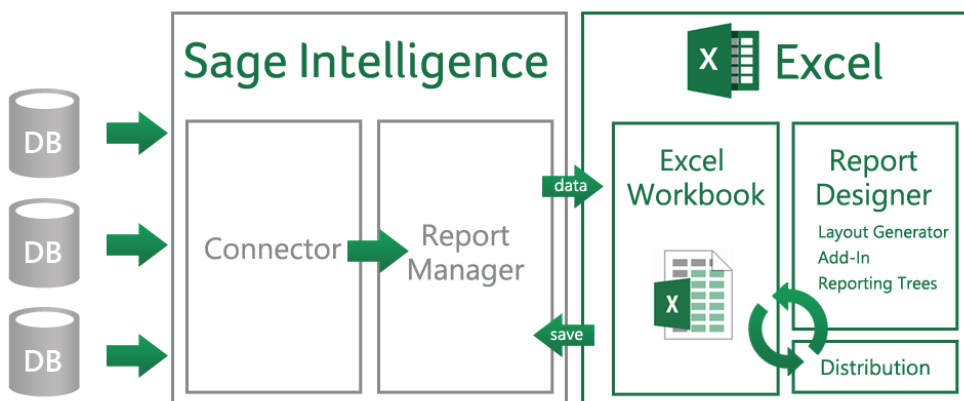 Sage Intelligence
X
Excel
DB
DB
DB
Connector
Report
Manager
data
save
Excel
Workbook
X
Report
Designer
Layout Generator
Add-In
Reporting Trees
Distribution